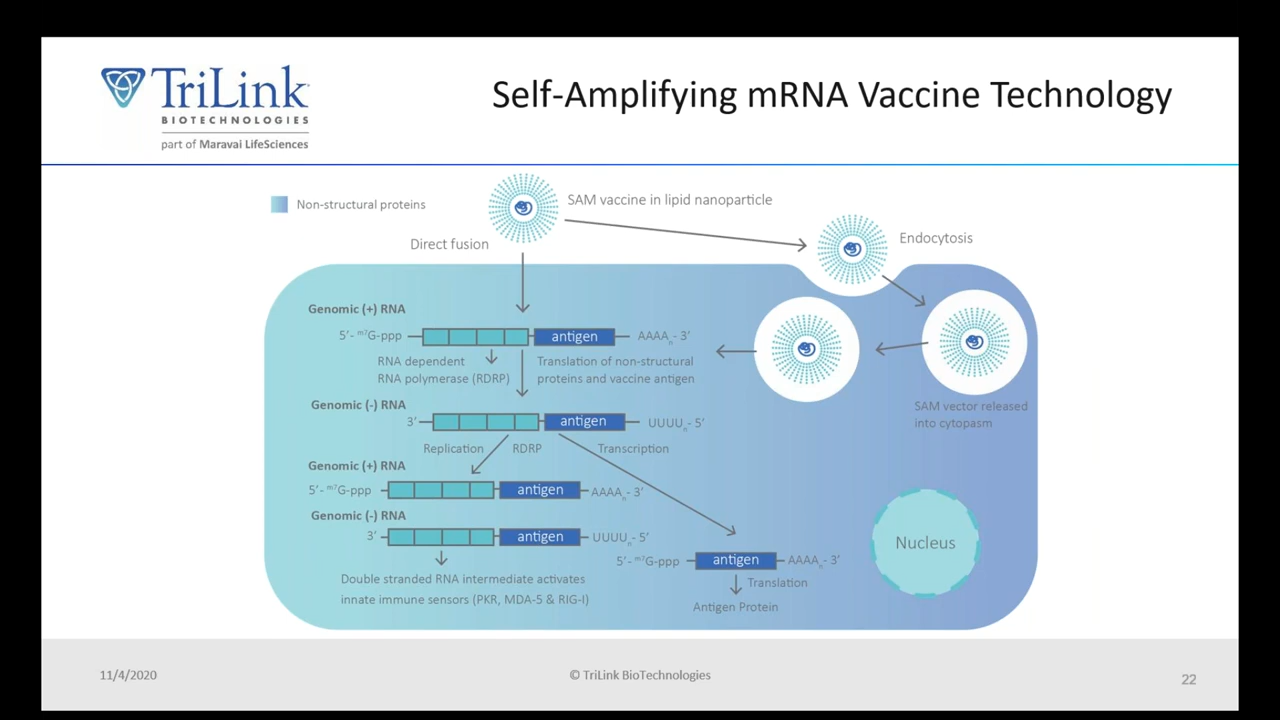 TriLink
BIOTECHNOLOGIES
part of Maravai LifeSciences
Self-Amplifying mRNA Vaccine Technology
Non-structural proteins
SAM vaccine in lipid nanoparticle
Direct fusion
Endocytosis
Genomic (+) RNA
5’- m7G-ppp
antigen
AAAAn- 3’
RNA dependent
RNA polymerase (RDRP)
Translation of non-structural
proteins and vaccine antigen
SAM vector released
into cytopasm
Genomic (-) RNA
3’
antigen
UUUUn- 5’
Replication
RDRP
Transcription
Genomic (+) RNA
5’- m7G-ppp
antigen
AAAAn- 3’
Genomic (-) RNA
3’
antigen
UUUUn- 5’
Double stranded RNA intermediate activates
innate immune sensors (PKR, MDA-5 & RIG-I)
5’- m7G-ppp
antigen
AAAAn- 3’
Translation
Antigen Protein
Nucleus
11/4/2020
© TriLink BioTechnologies
22